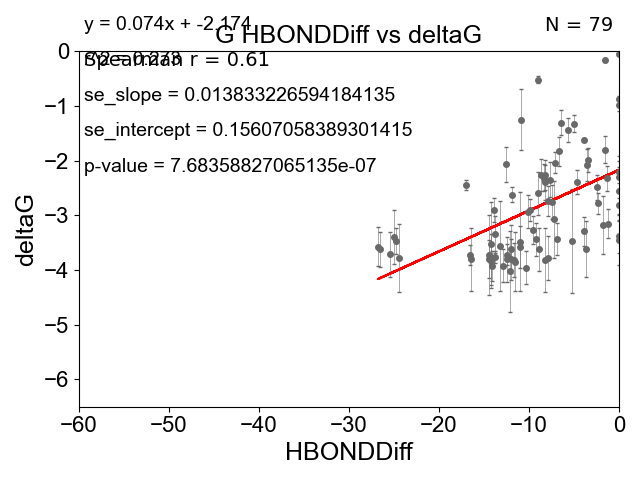 y = 0.074x + -2.174
N = 79
G HBONDDiff vs deltaG
Spearman r = 0.61
se_slope = 0.013833226594184135
se_intercept = 0.15607058389301415
p-value = 7.68358827065135e-07
deltaG
0
−1
−2
−3
−4
−5
−6
−60
−50
−40
−30
−20
−10
0
HBONDDiff